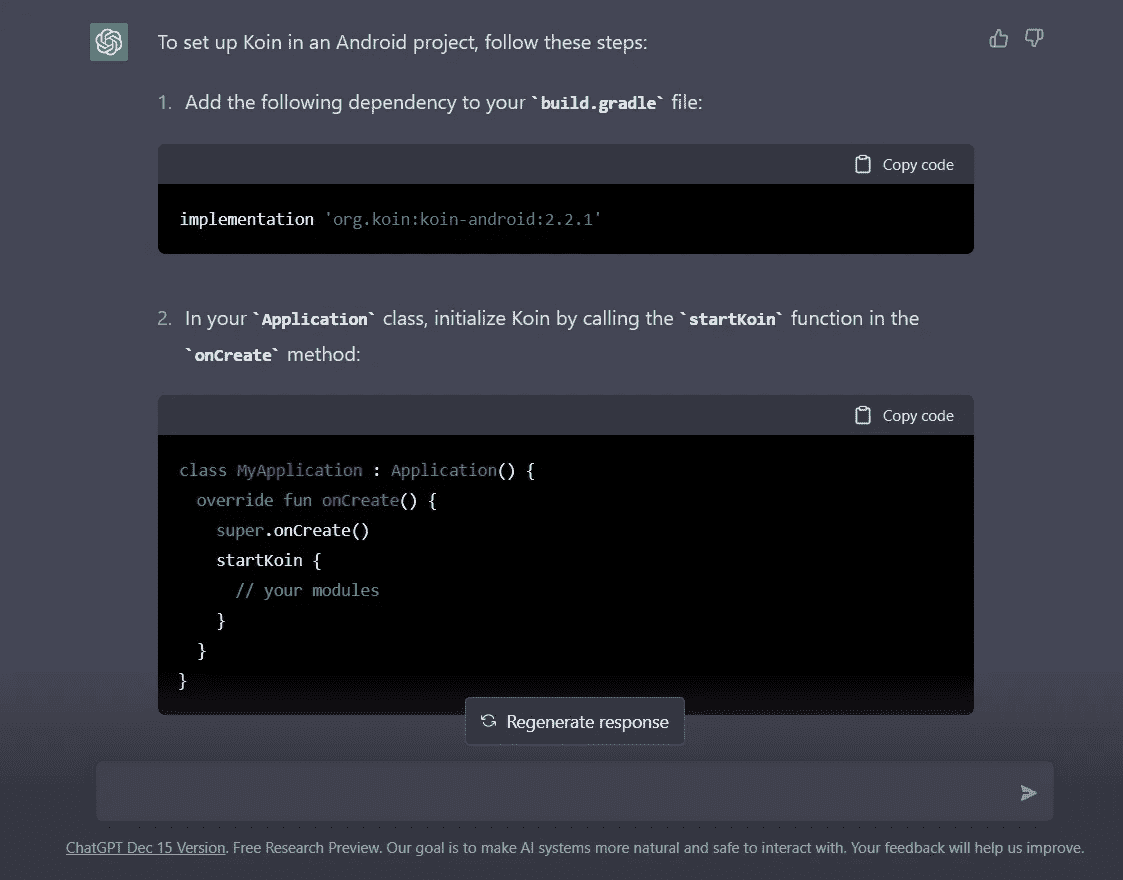 To set up Koin in an Android project, follow these steps:
1. Add the following dependency to your `build.gradle` file:
Copy code
implementation 'org.koin:koin-android:2.2.1'
2. In your `Application` class, initialize Koin by calling the `startKoin` function in the
`onCreate` method:
Copy code
class MyApplication : Application() {
  override fun onCreate() {
    super.onCreate()
    startKoin {
      // your modules
    }
  }
}
Regenerate response
ChatGPT Dec 15 Version. Free Research Preview. Our goal is to make AI systems more natural and safe to interact with. Your feedback will help us improve.